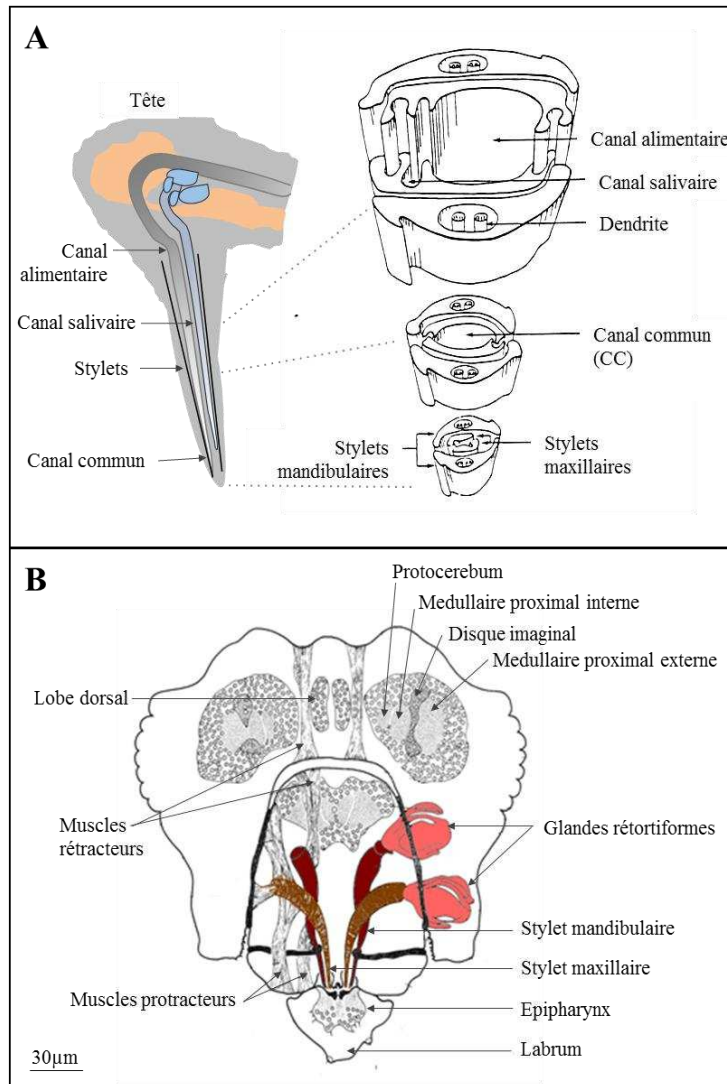 A
Tête
Canal alimentaire
Canal salivaire
Dendrite
Canal
alimentaire
Canal salivaire
Stylets
Canal commun
Canal commun
(CC)
Stylets
mandibulaires
Stylets
maxillaires
B
Protocerebum
Medullaire proximal interne
Disque imaginal
Medullaire proximal externe
Lobe dorsal
Muscles
rétracteurs
Glandes rétortiformes
Stylet mandibulaire
Stylet maxillaire
Muscles protracteurs
Epipharynx
Labrum
30µm